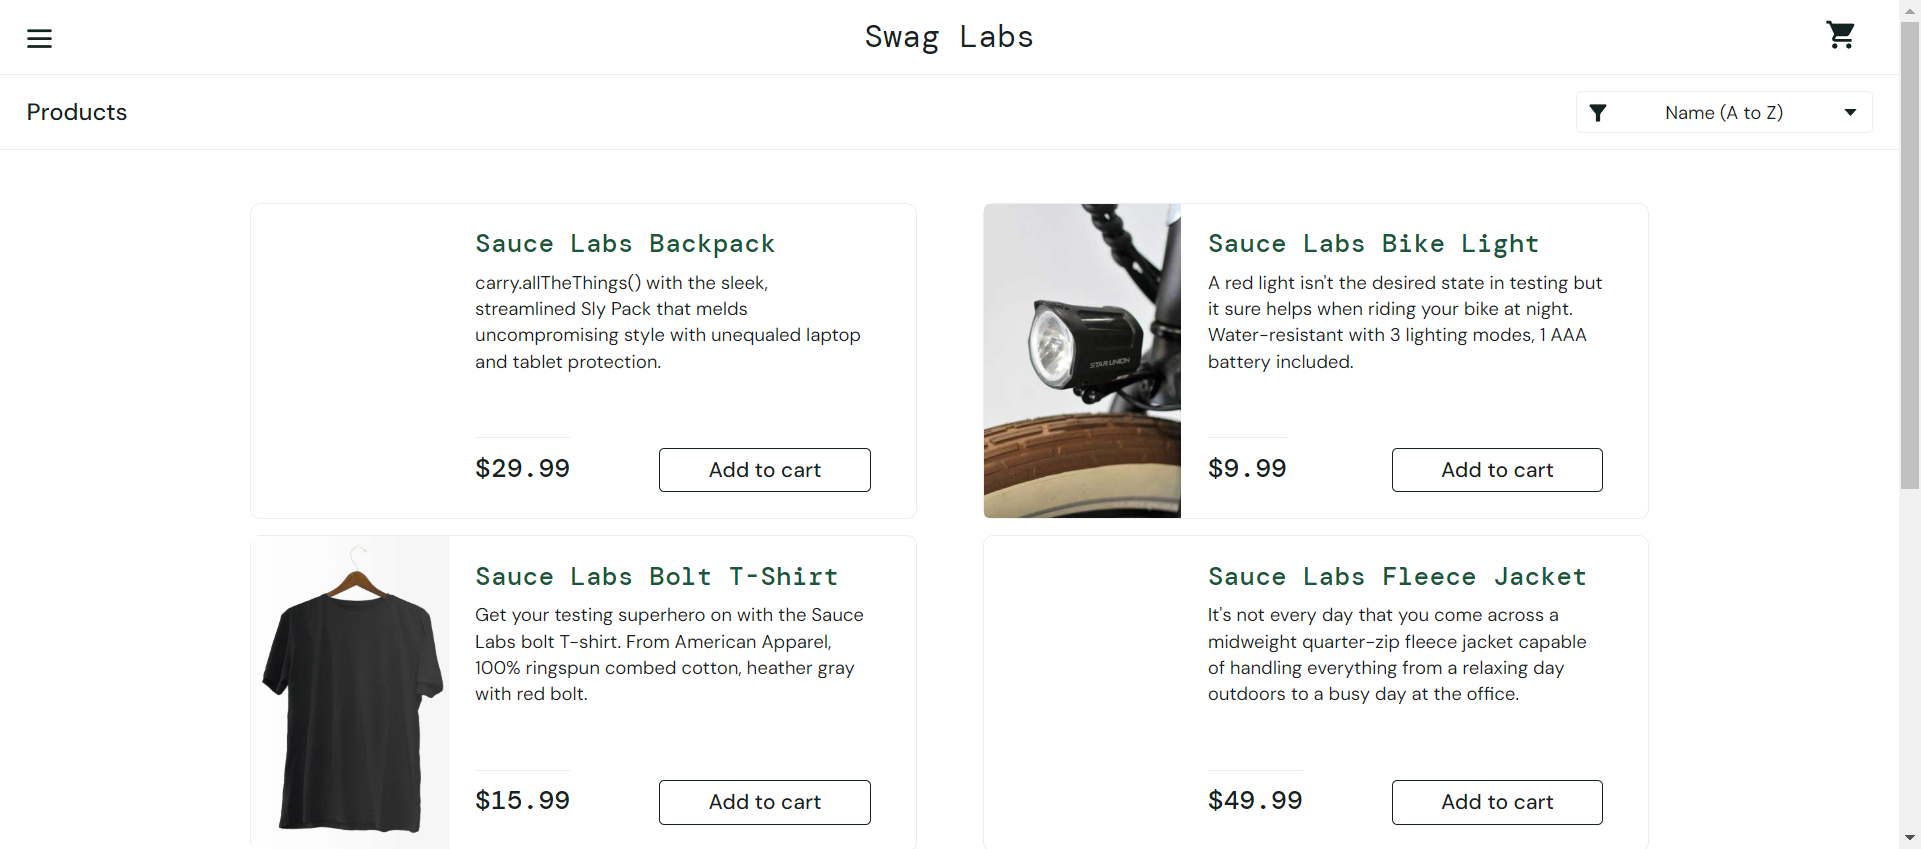 Swag Labs
Products
Name (A to Z)
Sauce Labs Backpack
carry.allTheThings() with the sleek,
streamlined Sly Pack that melds
uncompromising style with unequaled laptop
and tablet protection.
$29.99
Add to cart
Sauce Labs Bike Light
A red light isn't the desired state in testing but
it sure helps when riding your bike at night.
Water-resistant with 3 lighting modes, 1 AAA
battery included.
STAR UNION
$9.99
Add to cart
Sauce Labs Bolt T-Shirt
Get your testing superhero on with the Sauce
Labs bolt T-shirt. From American Apparel,
100% ringspun combed cotton, heather gray
with red bolt.
$15.99
Add to cart
Sauce Labs Fleece Jacket
It's not every day that you come across a
midweight quarter-zip fleece jacket capable
of handling everything from a relaxing day
outdoors to a busy day at the office.
$49.99
Add to cart